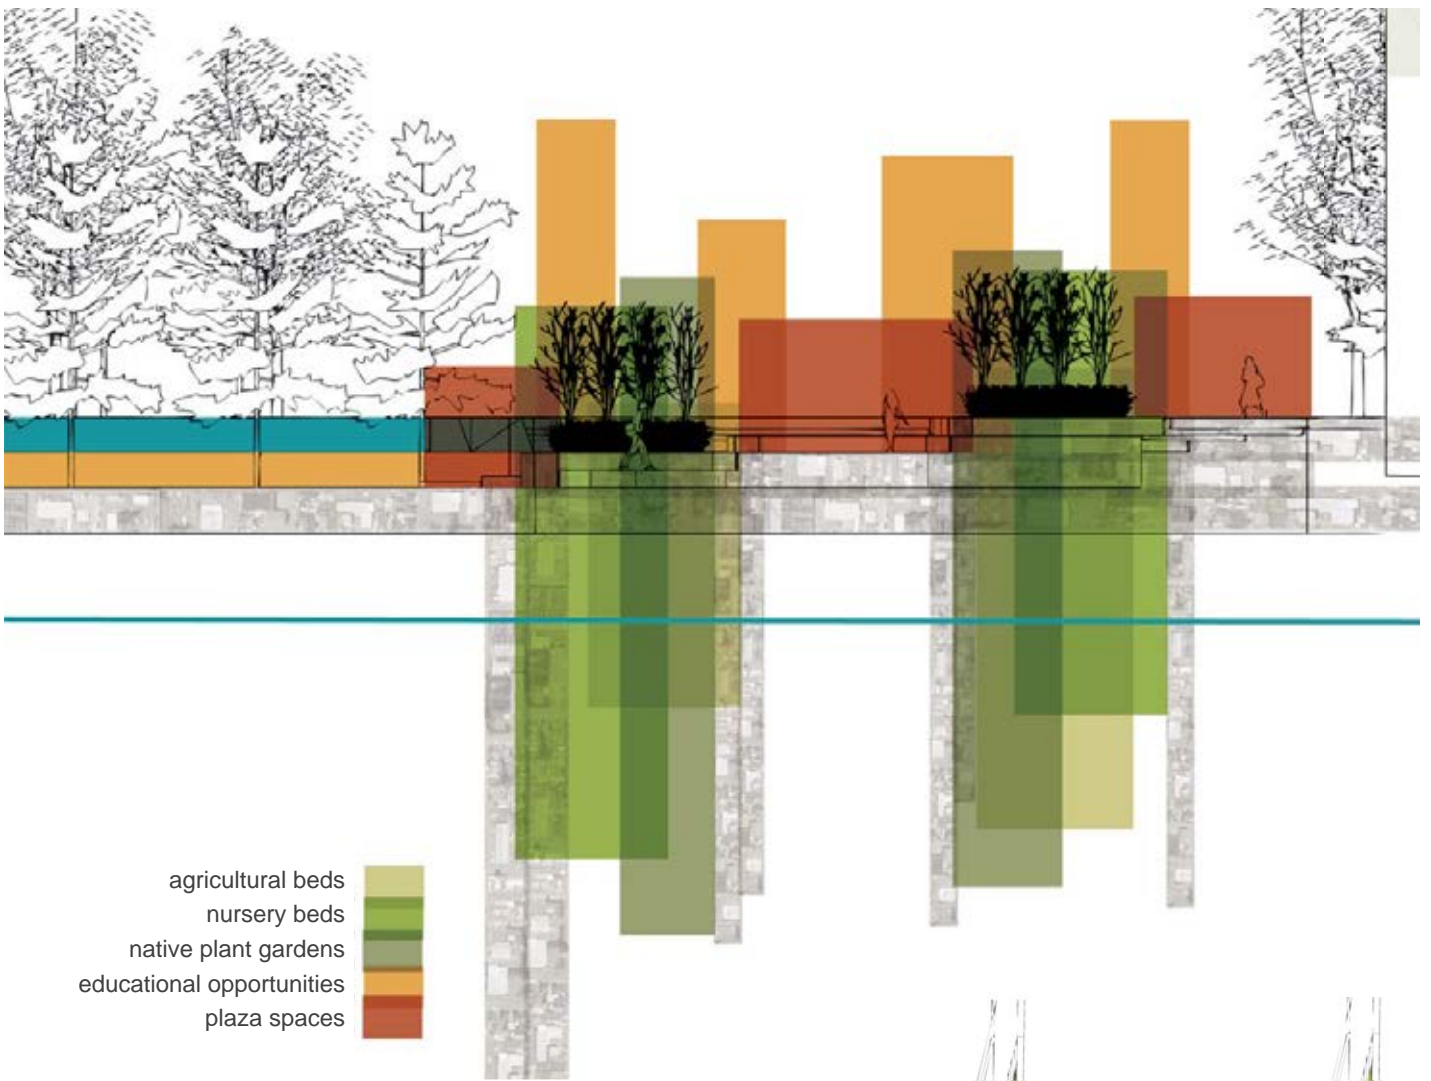 agricultural beds
nursery beds
native plant gardens
educational opportunities
plaza spaces